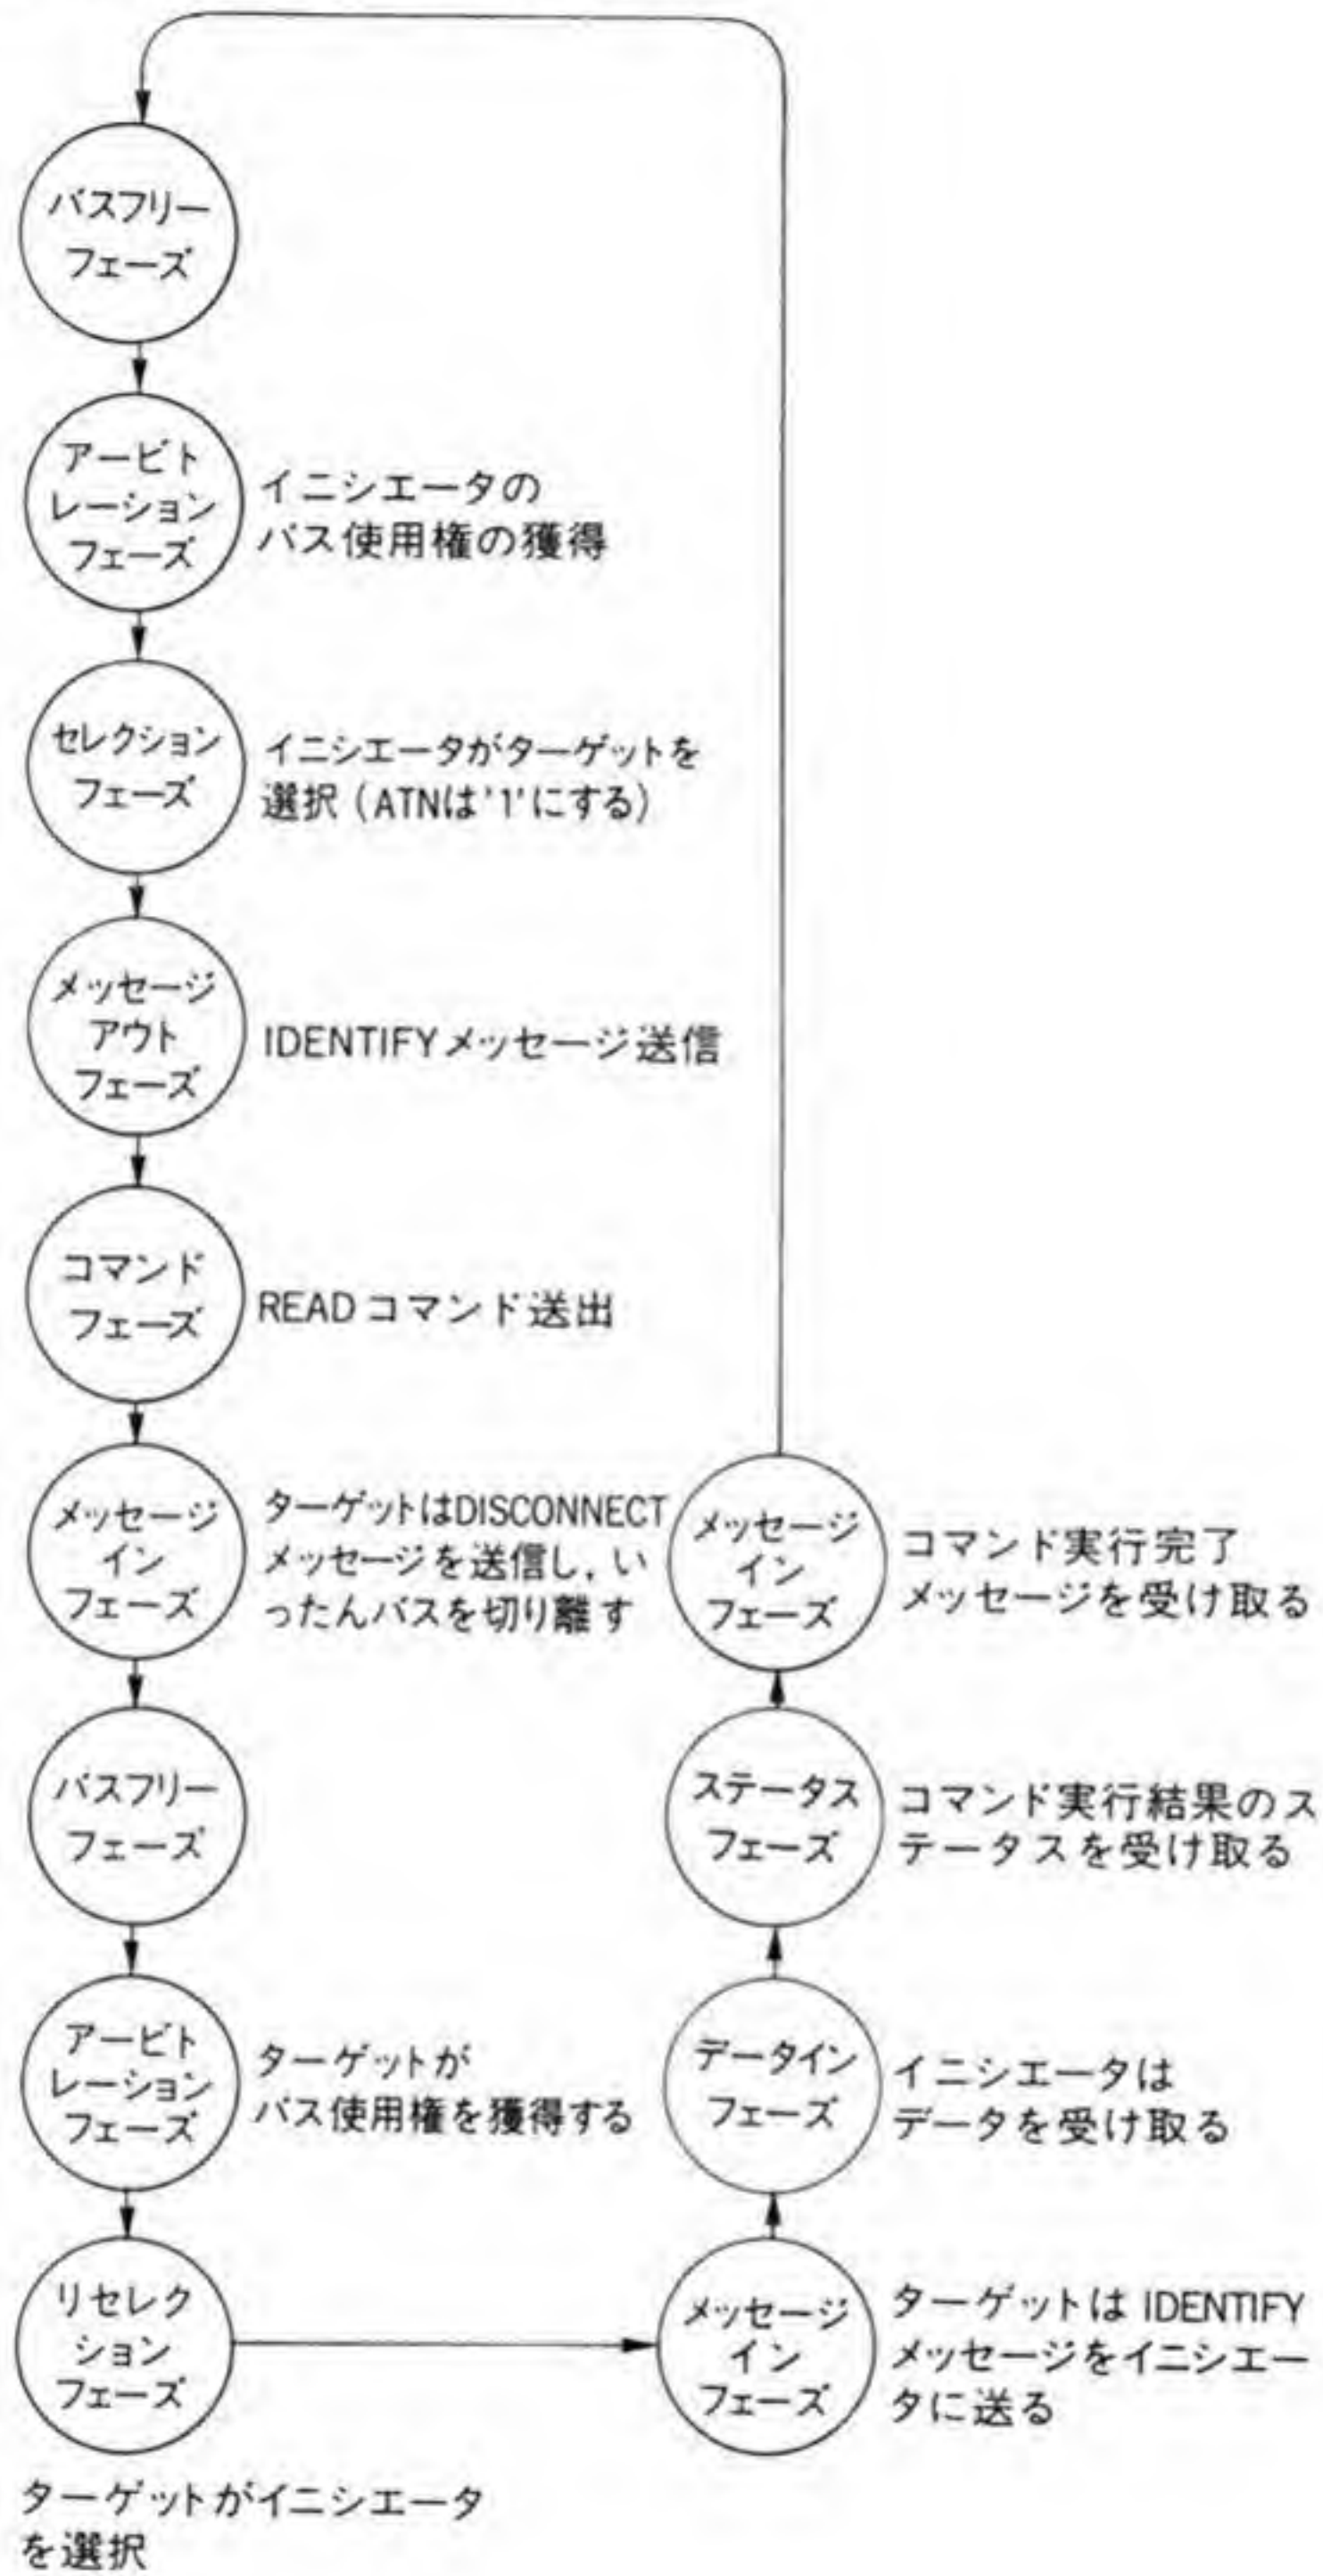 バスフリー
フェーズ
アービト
レーション
フェーズ
イニシエータの
バス使用権の獲得
セレクション
フェーズ
イニシエータがターゲットを
選択（ATNは'1'にする）
メッセージ
アウト
フェーズ
IDENTIFYメッセージ送信
コマンド
フェーズ
READコマンド送出
メッセージ
イン
フェーズ
ターゲットはDISCONNECT
メッセージを送信し，い
ったんバスを切り離す
バスフリー
フェーズ
アービト
レーション
フェーズ
ターゲットが
バス使用権を獲得する
リセレク
ション
フェーズ
ターゲットがイニシエータ
を選択
メッセージ
イン
フェーズ
ターゲットは IDENTIFY
メッセージをイニシエー
タに送る
データイン
フェーズ
イニシエータは
データを受け取る
ステータス
フェーズ
コマンド実行結果のス
テータスを受け取る
メッセージ
イン
フェーズ
コマンド実行完了
メッセージを受け取る